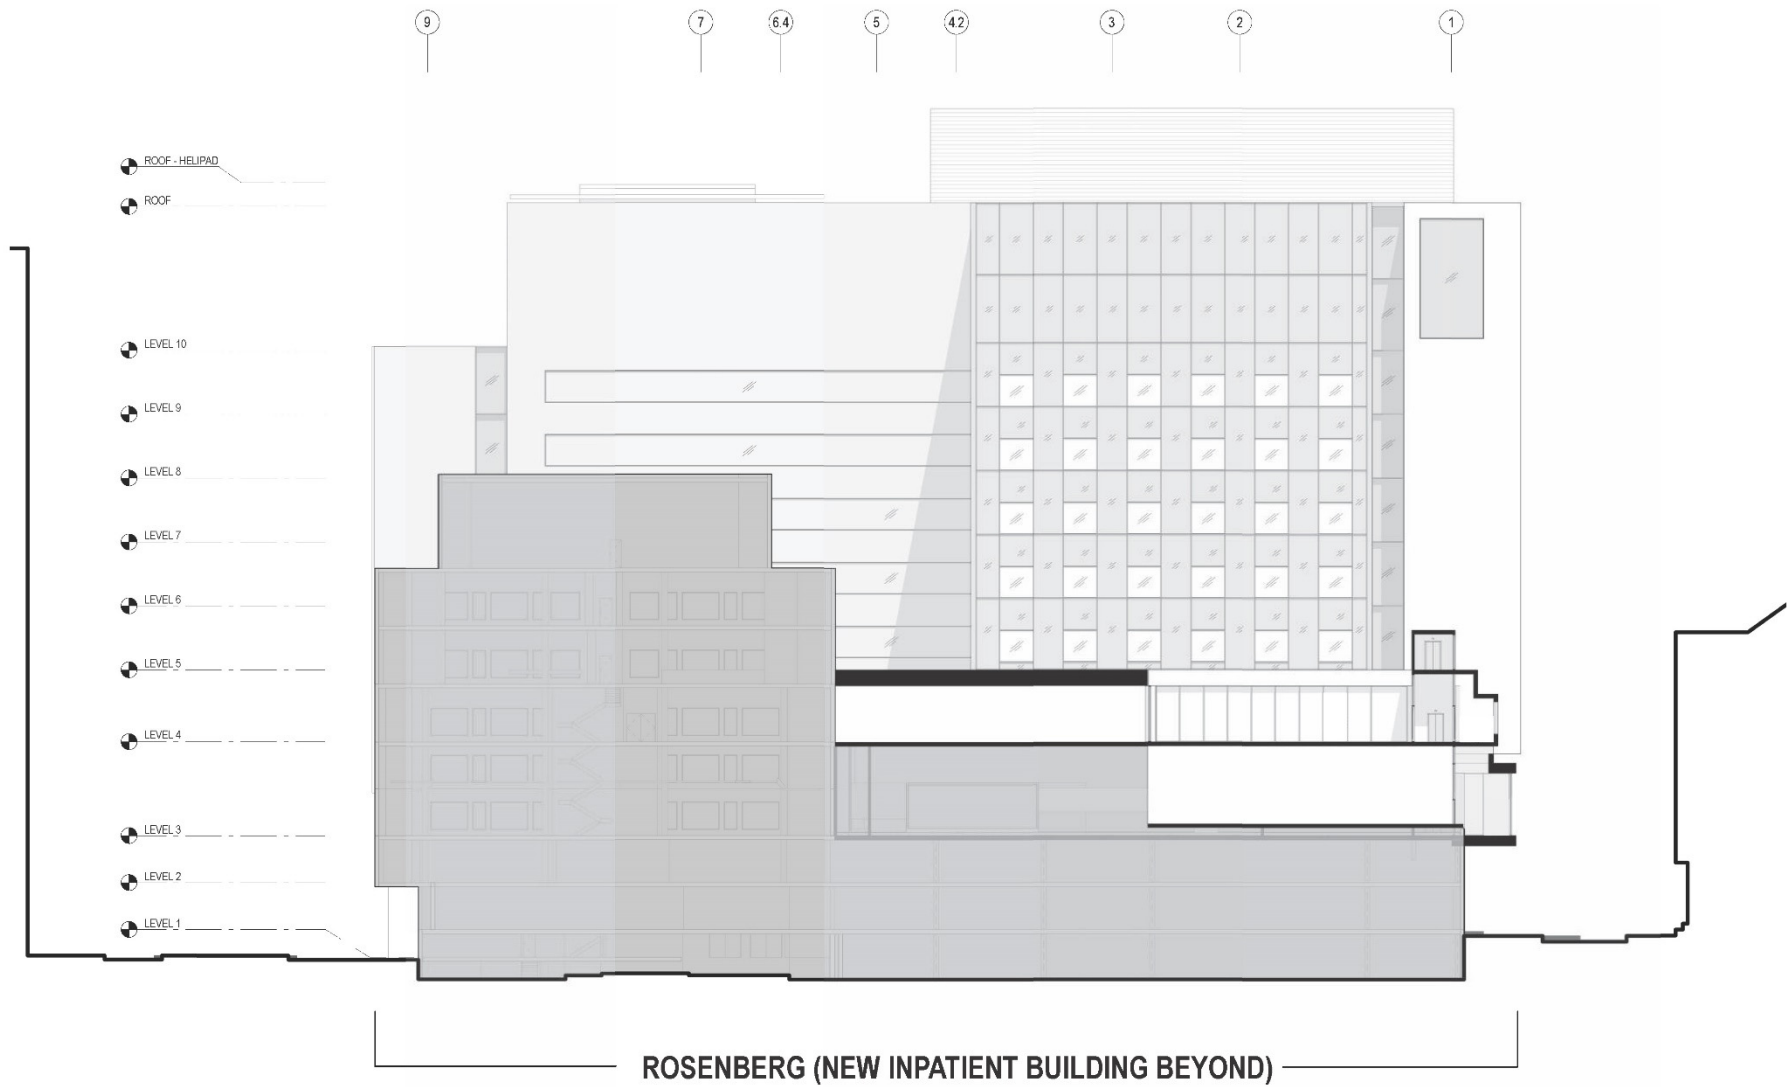 9
7
6.4
5
4.2
3
2
1
ROOF - HELIPAD
ROOF
LEVEL 10
LEVEL 9
LEVEL 8
LEVEL 7
LEVEL 6
LEVEL 5
LEVEL 4
LEVEL 3
LEVEL 2
LEVEL 1
ROSENBERG (NEW INPATIENT BUILDING BEYOND)